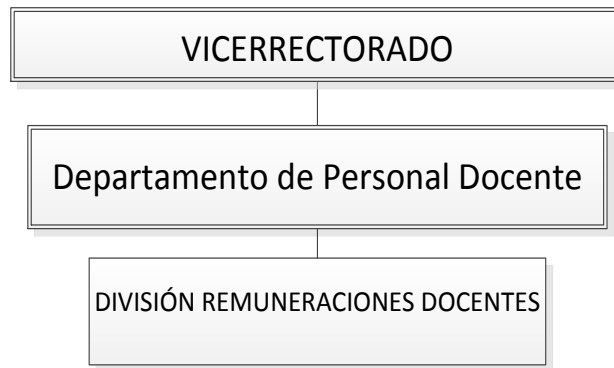 VICERRECTORADO
Departamento de Personal Docente
DIVISIÓN REMUNERACIONES DOCENTES